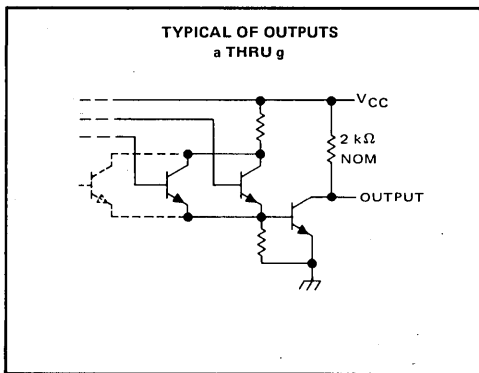 TYPICAL OF OUTPUTS
a THRU g
VCC
2 kΩ
NOM
OUTPUT